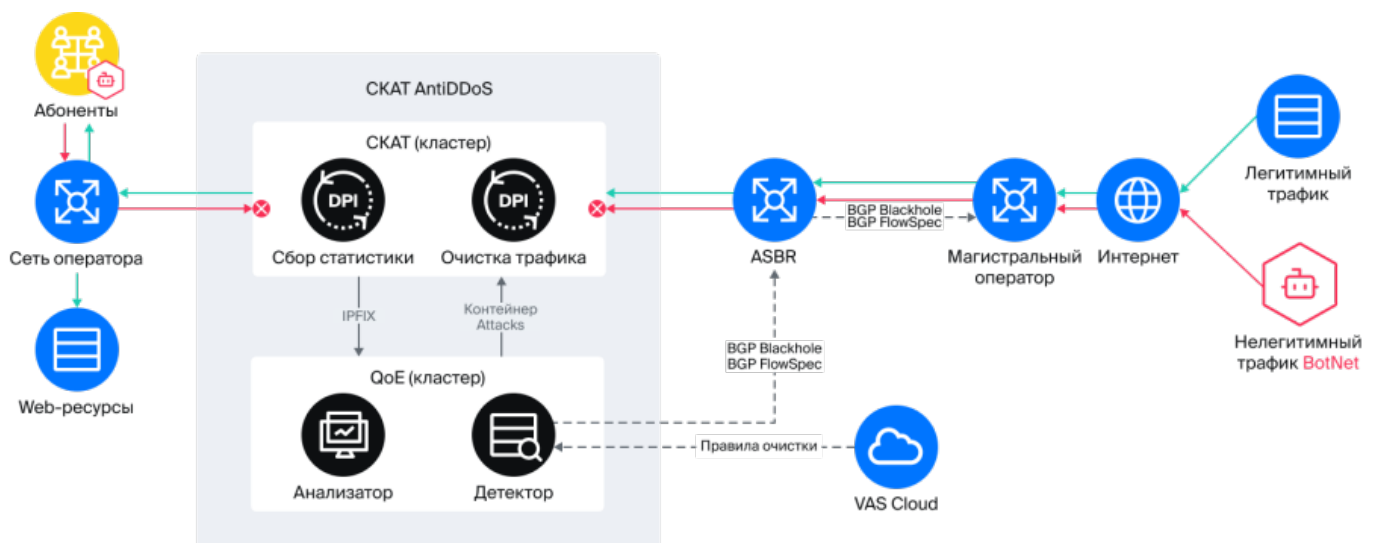 Абоненты
Сеть оператора
Web-ресурсы
СКАТ AntiDDoS
СКАТ (кластер)
DPI
DPI
Сбор статистики
Очистка трафика
IPFIX
Контейнер
Attacks
QoE (кластер)
Анализатор
Детектор
ASBR
BGP Blackhole
BGP FlowSpec
BGP Blackhole
BGP FlowSpec
Правила очистки
VAS Cloud
Магистральный
оператор
Интернет
Легитимный
трафик
Нелегитимный
трафик BotNet